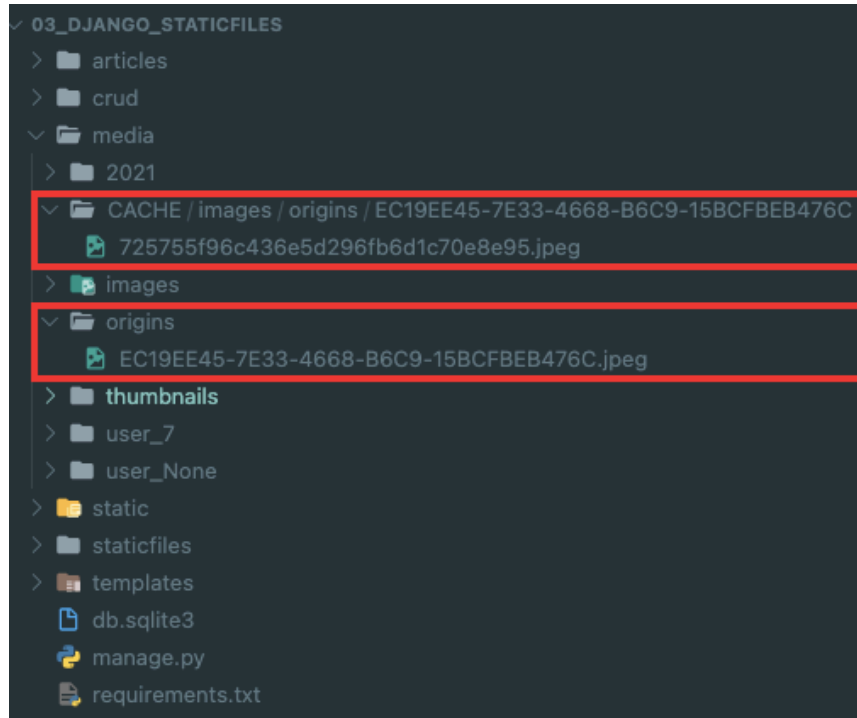 03_DJANGO_STATICFILES
articles
crud
media
2021
CACHE / images / origins / EC19EE45-7E33-4668-B6C9-15BCFBEB476C
725755f96c436e5d296fb6d1c70e8e95.jpeg
images
origins
EC19EE45-7E33-4668-B6C9-15BCFBEB476C.jpeg
thumbnails
user_7
user_None
static
staticfiles
templates
db.sqlite3
manage.py
requirements.txt